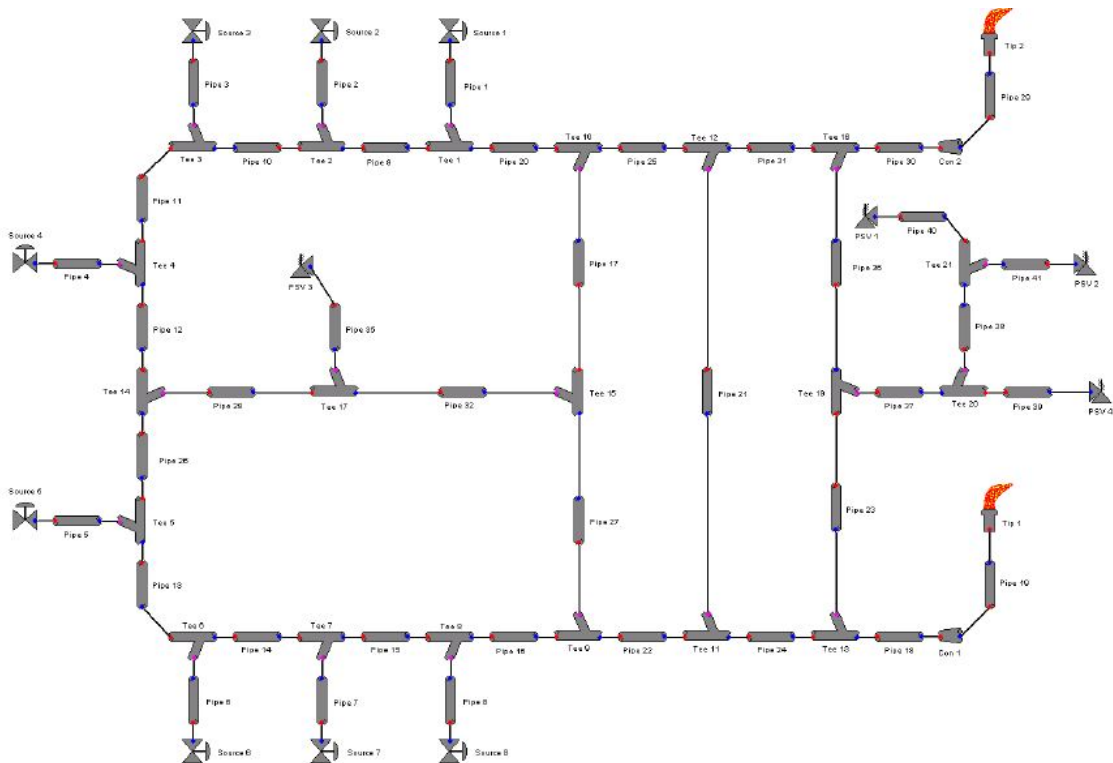 Source 3
Source 2
Source 1
Tip 2
Pipe 3
Pipe 2
Pipe 1
Pipe 29
Tee 3
Pipe 10
Tee 2
Pipe 8
Tee 1
Pipe 20
Tee 10
Pipe 25
Tee 12
Pipe 31
Tee 18
Pipe 30
Con 2
Pipe 11
Source 4
Pipe 4
Tee 4
PSV 3
Pipe 17
Pipe 40
Tee 21
Pipe 41
PSV 2
Pipe 12
Pipe 35
Pipe 38
Tee 14
Tee 17
Pipe 32
Tee 15
Pipe 21
Tee 19
Pipe 37
Tee 20
Pipe 39
PSV 4
Pipe 26
Source 5
Pipe 5
Tee 5
Pipe 27
Pipe 23
Tip 1
Pipe 13
Pipe 19
Tee 6
Pipe 14
Tee 7
Pipe 15
Pipe 16
Tee 9
Pipe 22
Tee 11
Pipe 24
Tee 13
Pipe 18
Con 1
Pipe 6
Pipe 7
Source 6
Source 7
Source 8